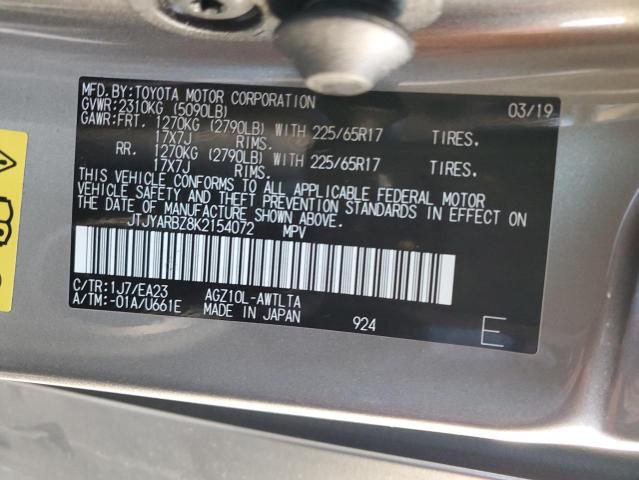 MFD.BY:TOYOTA MOTOR CORPORATION 03/19
GVWR:2310KG (5090LB)
GAWR:FRT. 1270KG (2790LB) WITH 225/65R17 TIRES.
17X7J RIMS.
RR. 1270KG (2790LB) WITH 225/65R17 TIRES.
17X7J RIMS.
THIS VEHICLE CONFORMS TO ALL APPLICABLE FEDERAL MOTOR
VEHICLE SAFETY AND THEFT PREVENTION STANDARDS IN EFFECT ON
THE DATE OF MANUFACTURE SHOWN ABOVE.
JTJYARBZ8K2154072 MPV
C/TR:1J7/EA23 AGZ10L-AWTLTA
A/TM:-01A/U661E MADE IN JAPAN 924 E